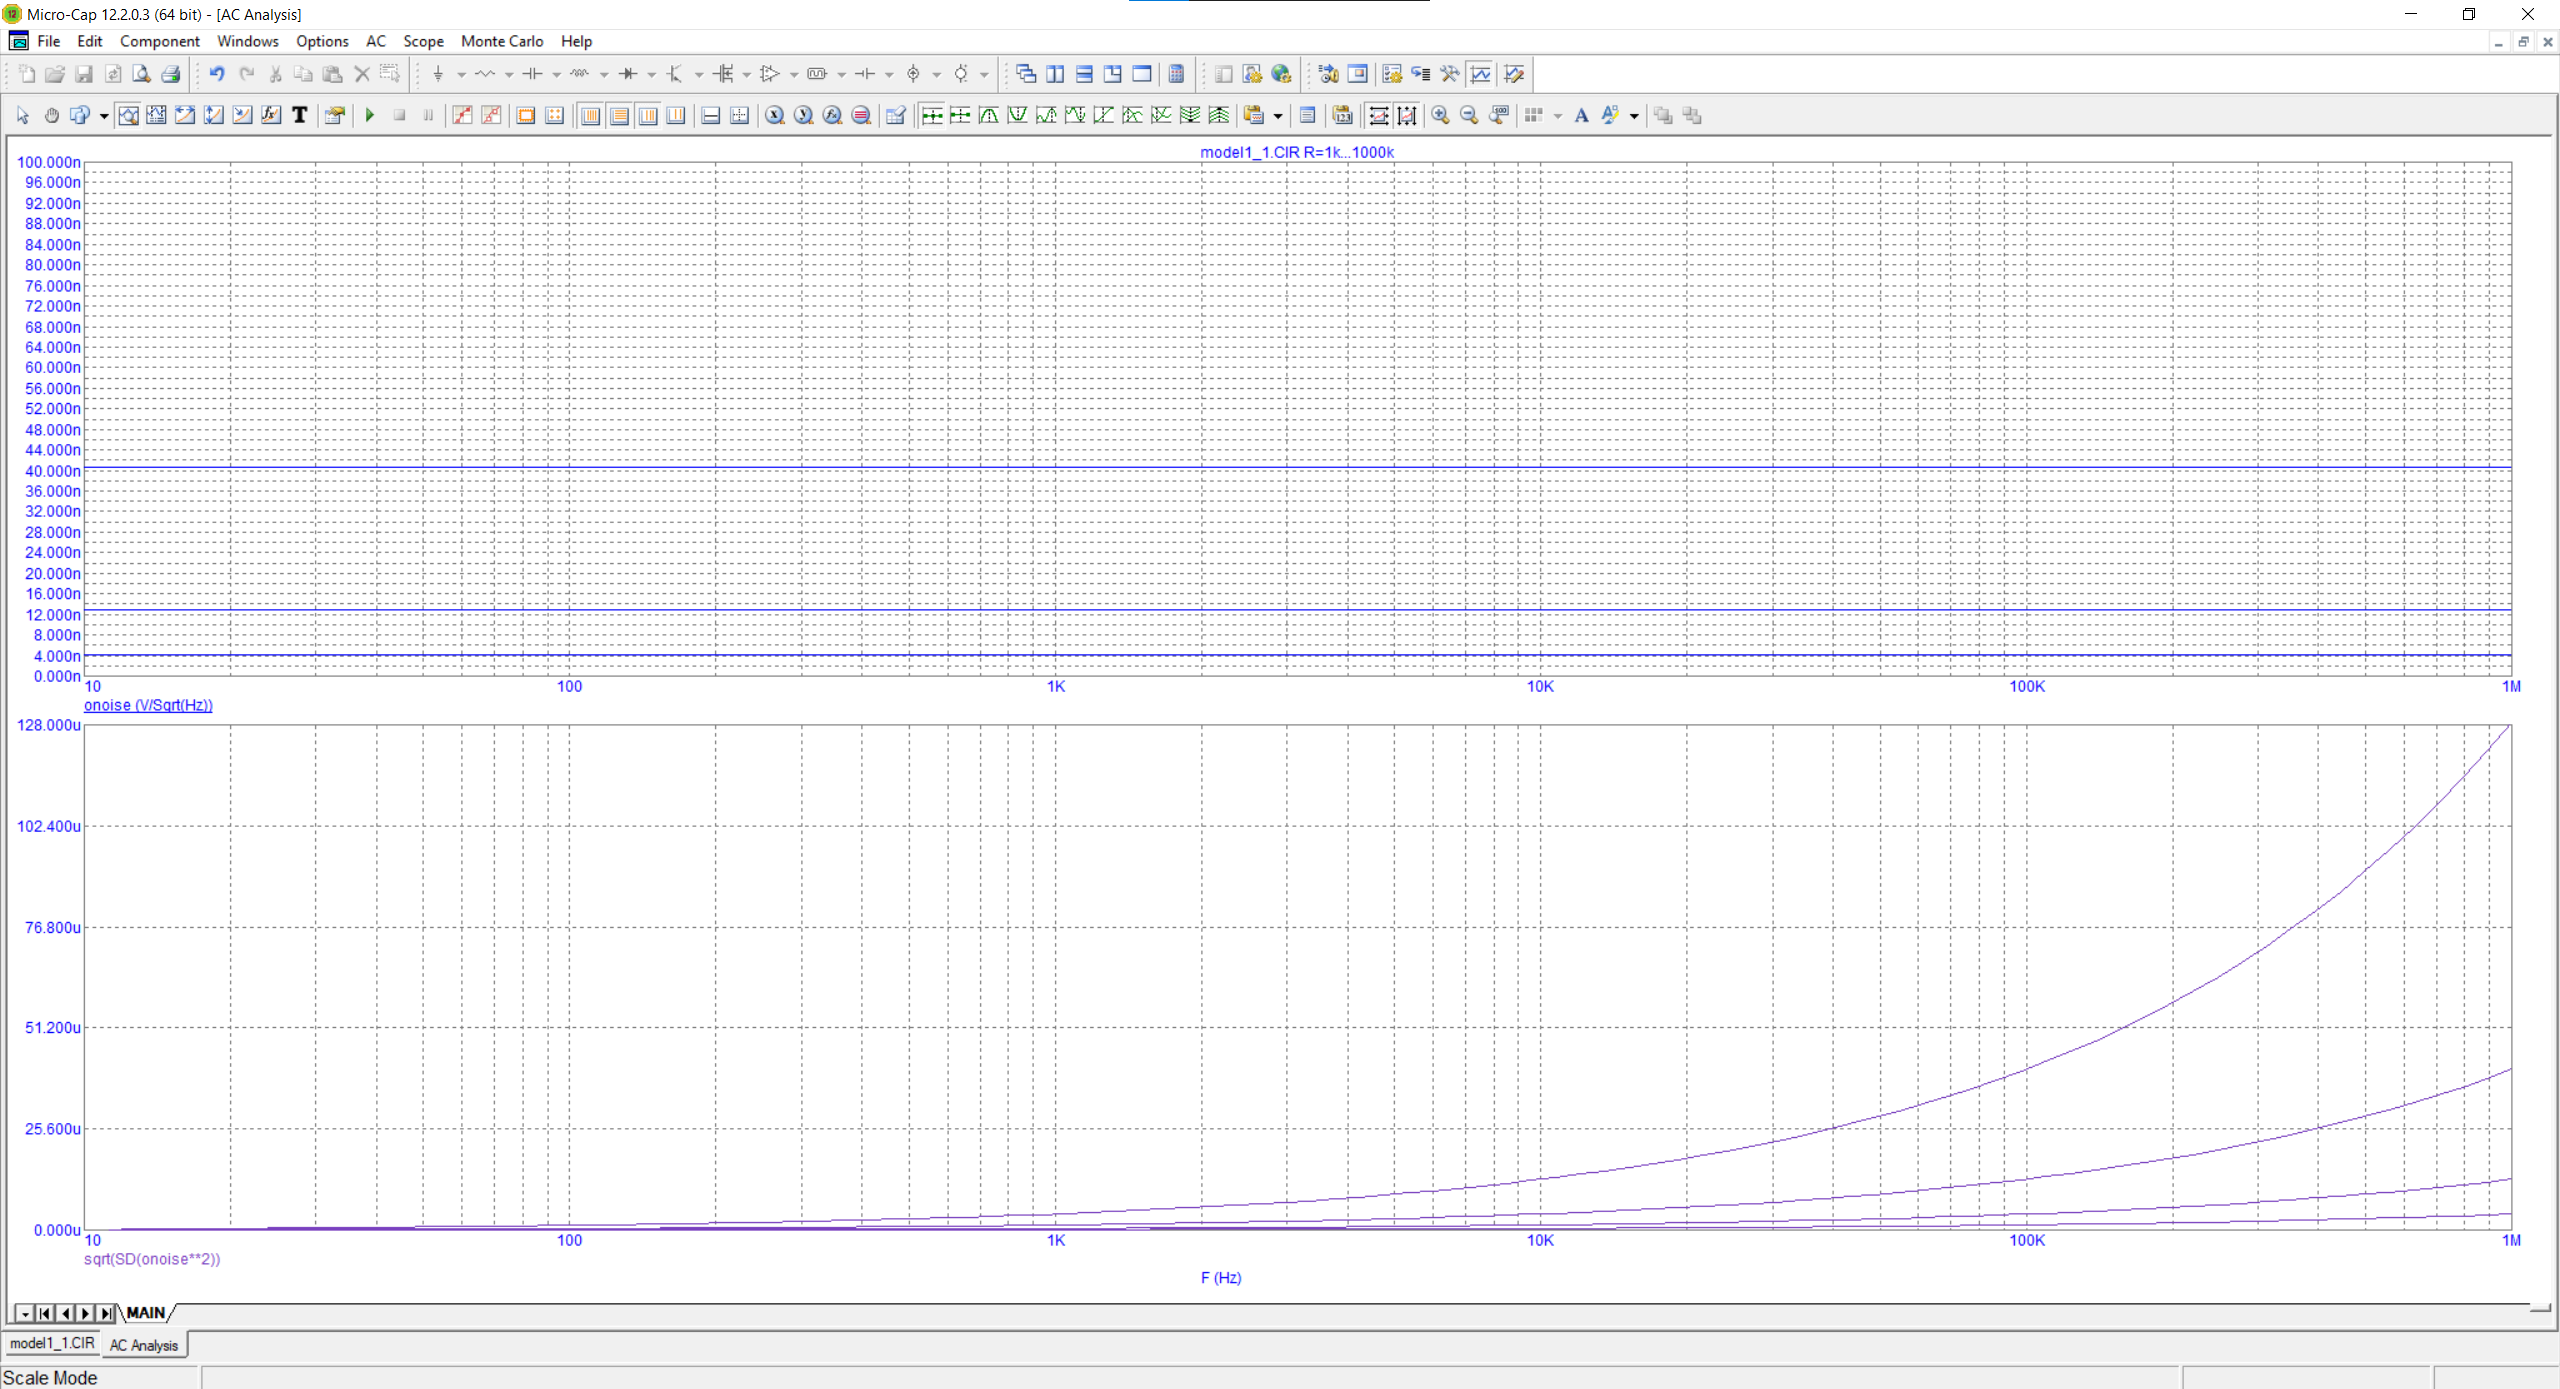 Micro-Cap 12.2.0.3 (64 bit) - [AC Analysis]
File Edit Component Windows Options AC Scope Monte Carlo Help
model1_1.CIR R=1k...1000k
100.000n
96.000n
92.000n
88.000n
84.000n
80.000n
76.000n
72.000n
68.000n
64.000n
60.000n
56.000n
52.000n
48.000n
44.000n
40.000n
36.000n
32.000n
28.000n
24.000n
20.000n
16.000n
12.000n
8.000n
4.000n
0.000n
10 100 1K 10K 100K 1M
onoise (V/Sqrt(Hz))
128.000u
102.400u
76.800u
51.200u
25.600u
0.000u
10 100 1K 10K 100K 1M
sqrt(SD(onoise**2))
F (Hz)
MAIN
model1_1.CIR AC Analysis
Scale Mode